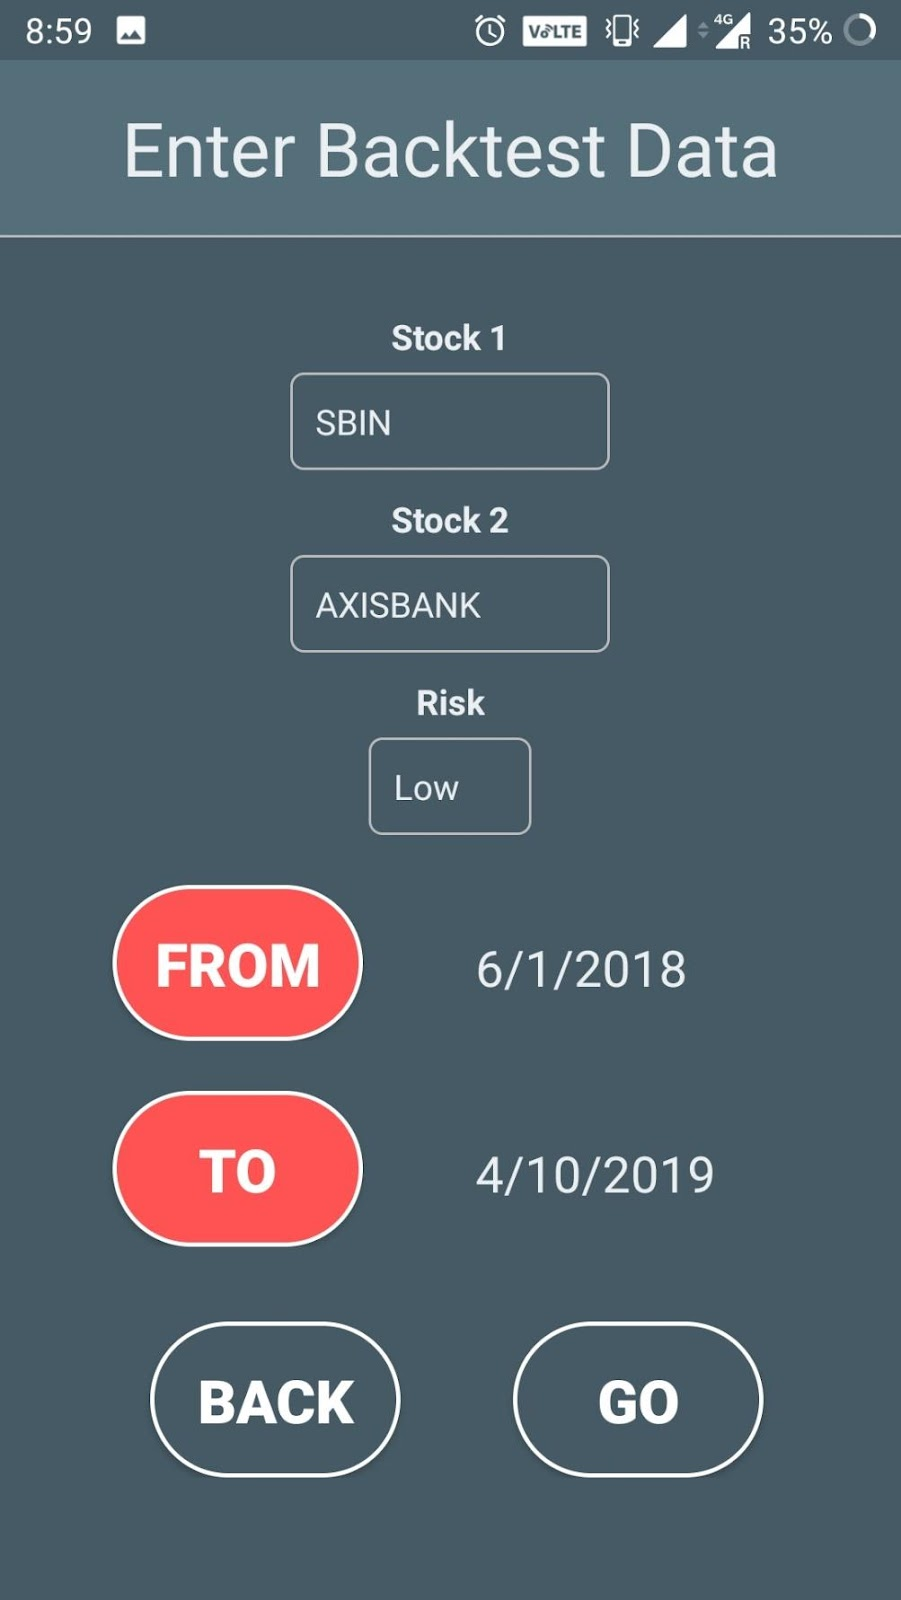 8:59 VoLTE 4G R 35%
Enter Backtest Data
Stock 1
SBIN
Stock 2
AXISBANK
Risk
Low
FROM 6/1/2018
TO 4/10/2019
BACK GO